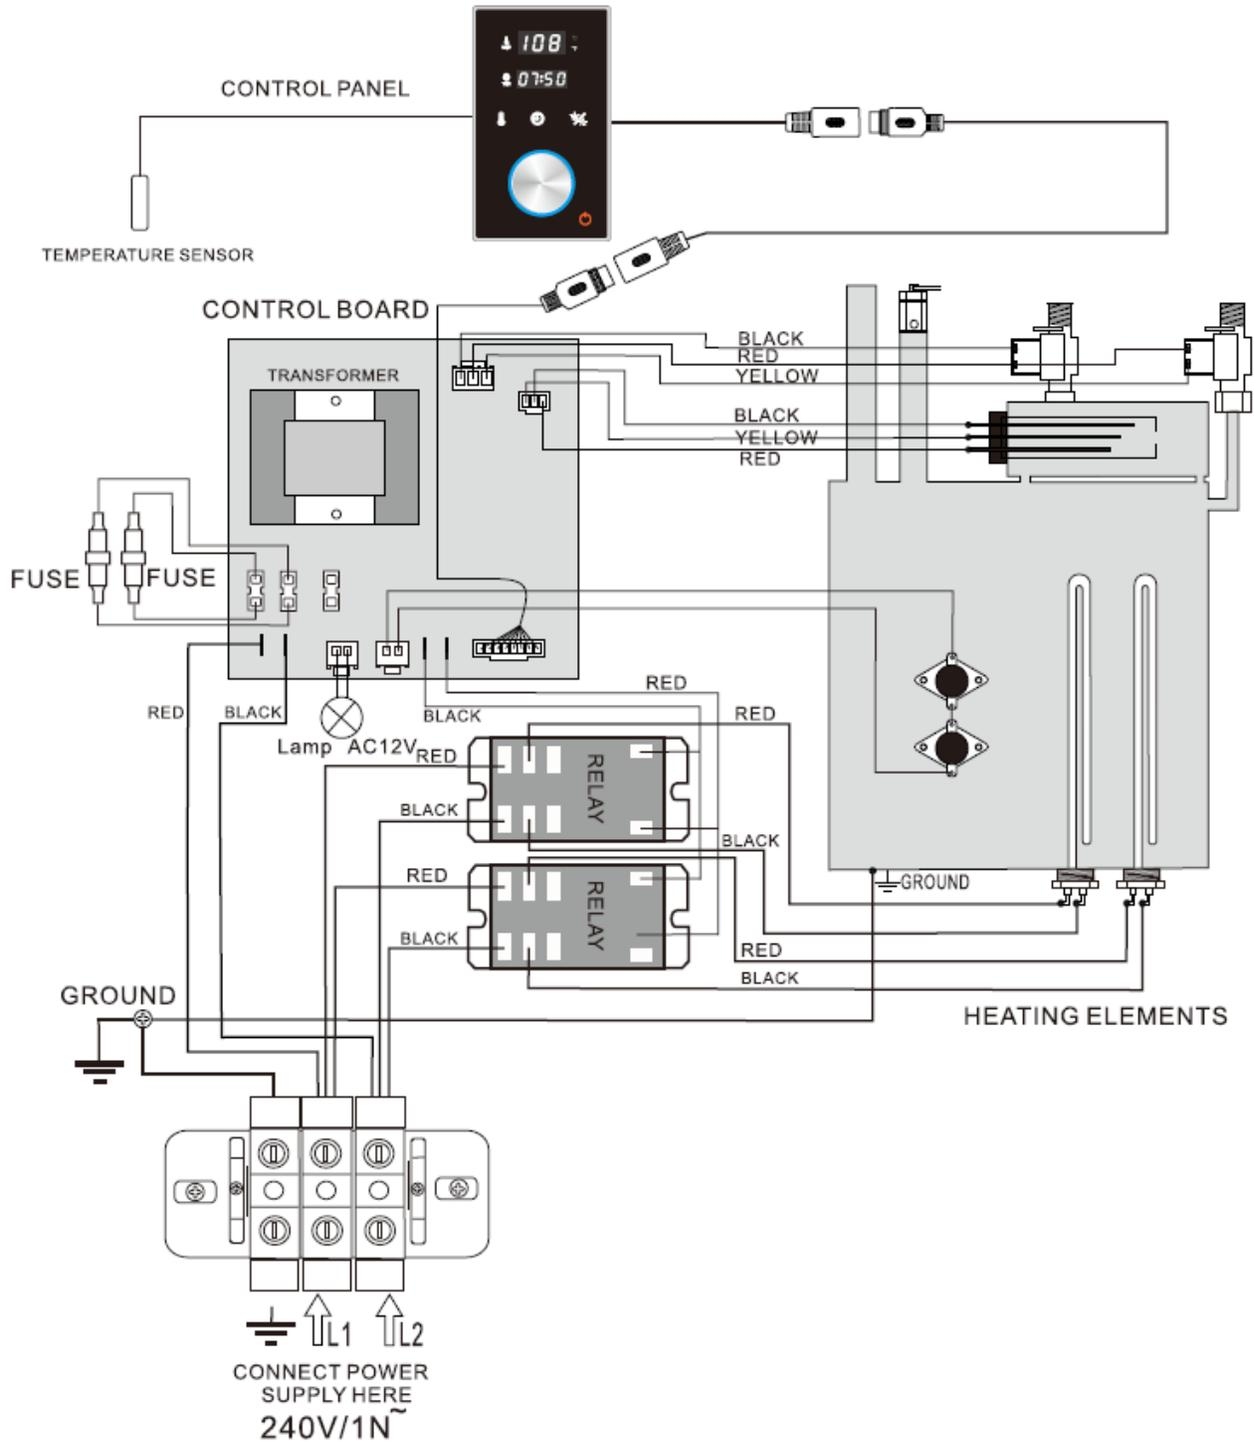 108
CONTROL PANEL
07:50
TEMPERATURE SENSOR
CONTROL BOARD
BLACK
RED
YELLOW
TRANSFORMER
BLACK
YELLOW
RED
FUSE
FUSE
RED
RED
BLACK
BLACK
RED
Lamp AC12V
RED
RELAY
BLACK
BLACK
RED
GROUND
RELAY
BLACK
RED
BLACK
GROUND
HEATING ELEMENTS
L1
L2
CONNECT POWER
SUPPLY HERE
240V/1N~